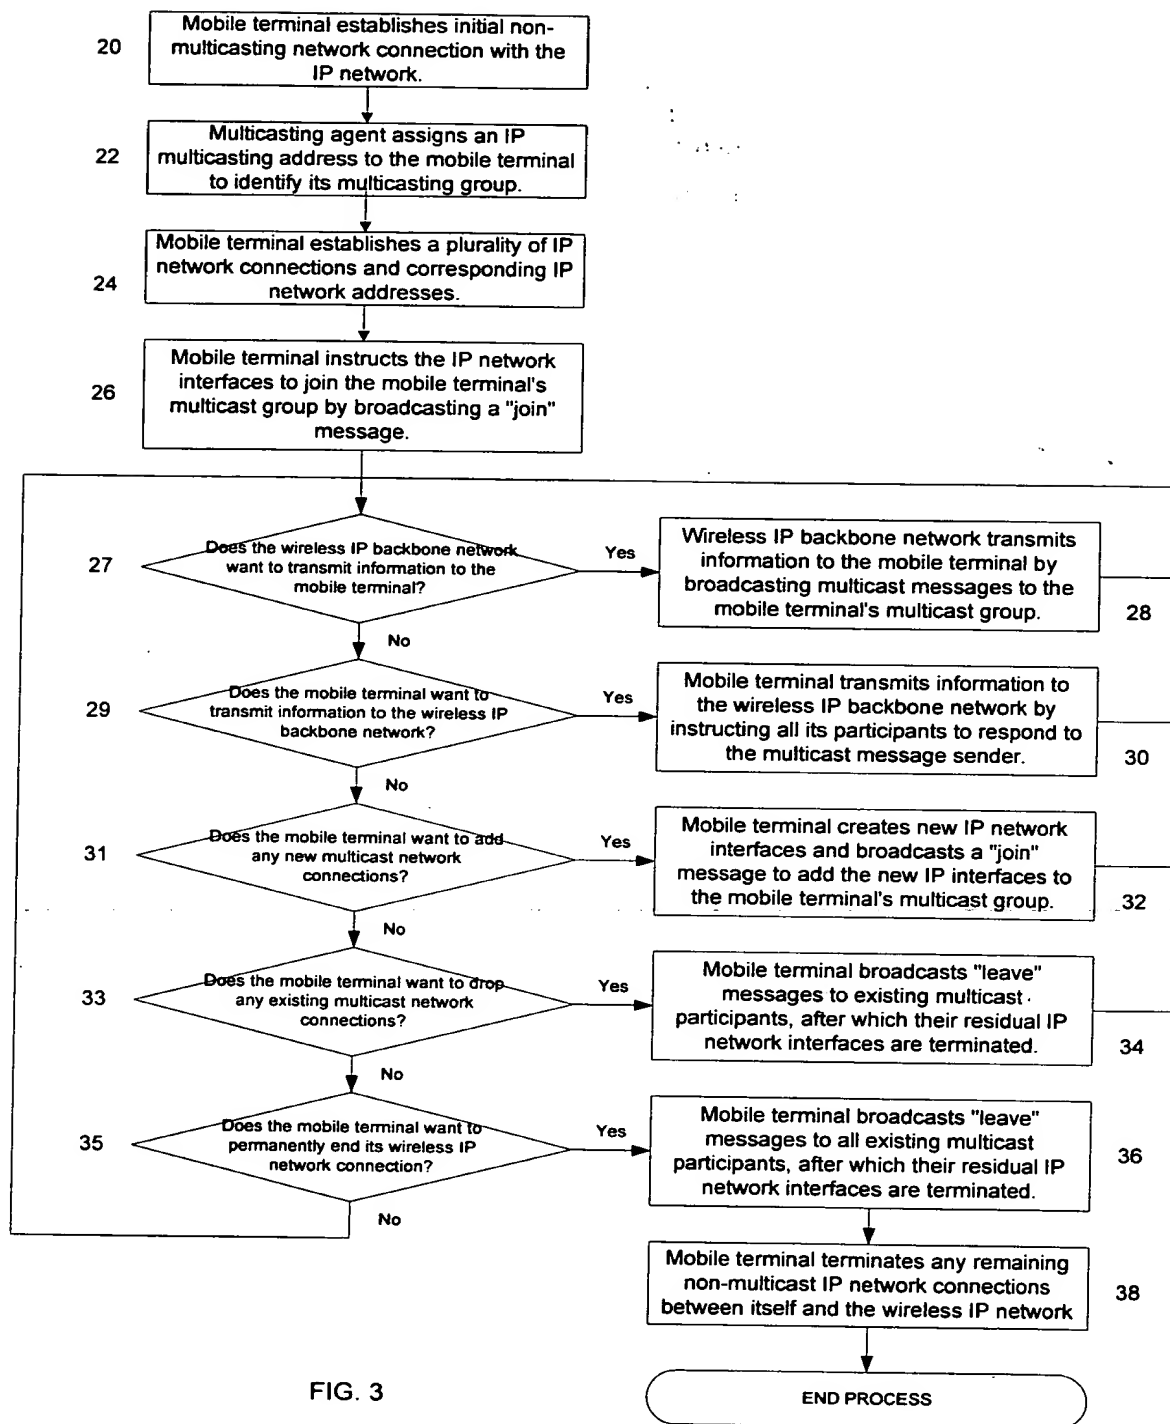 20
Mobile terminal establishes initial non-
multicasting network connection with the
IP network.
22
Multicasting agent assigns an IP
multicasting address to the mobile terminal
to identify its multicasting group.
24
Mobile terminal establishes a plurality of IP
network connections and corresponding IP
network addresses.
26
Mobile terminal instructs the IP network
interfaces to join the mobile terminal's
multicast group by broadcasting a "join"
message.
27
Does the wireless IP backbone network
want to transmit information to the
mobile terminal?
Yes
Wireless IP backbone network transmits
information to the mobile terminal by
broadcasting multicast messages to the
mobile terminal's multicast group.
28
No
29
Does the mobile terminal want to
transmit information to the wireless IP
backbone network?
Yes
Mobile terminal transmits information to
the wireless IP backbone network by
instructing all its participants to respond to
the multicast message sender.
30
No
31
Does the mobile terminal want to add
any new multicast network
connections?
Yes
Mobile terminal creates new IP network
interfaces and broadcasts a "join"
message to add the new IP interfaces to
the mobile terminal's multicast group.
32
No
33
Does the mobile terminal want to drop
any existing multicast network
connections?
Yes
Mobile terminal broadcasts "leave"
messages to existing multicast
participants, after which their residual IP
network interfaces are terminated.
34
No
35
Does the mobile terminal want to
permanently end its wireless IP
network connection?
Yes
Mobile terminal broadcasts "leave"
messages to all existing multicast
participants, after which their residual IP
network interfaces are terminated.
36
No
Mobile terminal terminates any remaining
non-multicast IP network connections
between itself and the wireless IP network
38
END PROCESS
FIG. 3